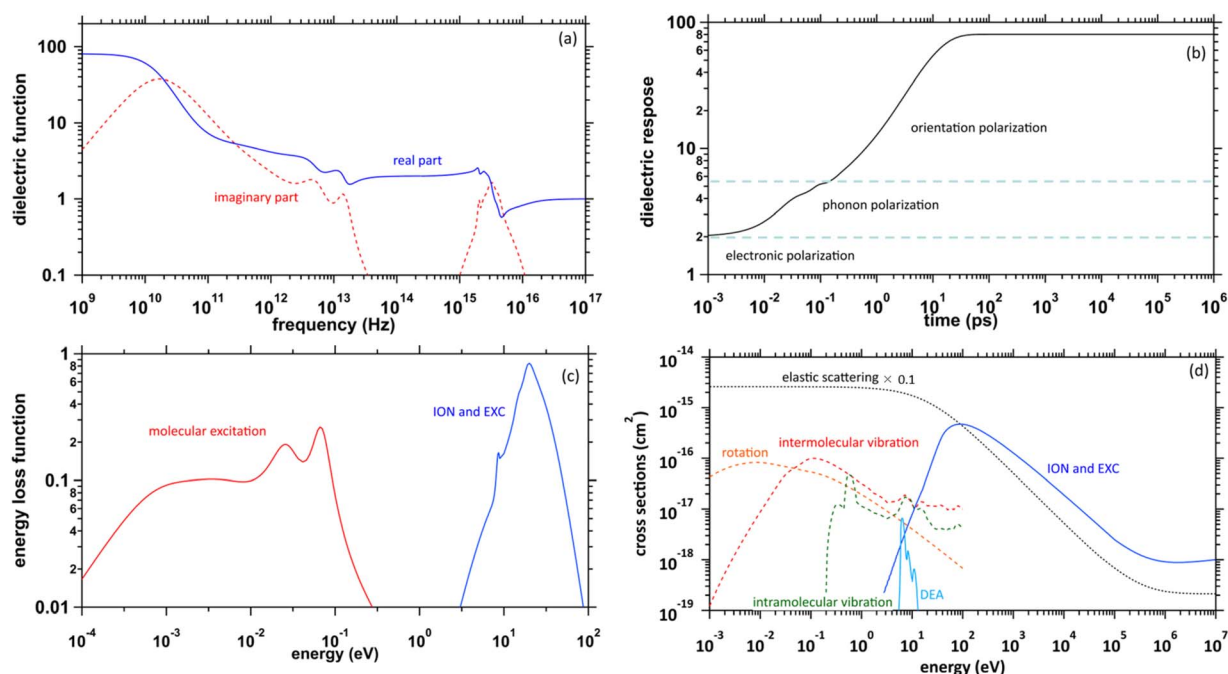 (a)
dielectric function
100
10
1
0.1
real part
imaginary part
10^9 10^10 10^11 10^12 10^13 10^14 10^15 10^16 10^17
frequency (Hz)
(b)
dielectric respose
100
8
6
4
2
10
8
6
4
2
1
orientation polarization
phonon polarization
electronic polarization
10^-3 10^-2 10^-1 10^0 10^1 10^2 10^3 10^4 10^5 10^6
time (ps)
(c)
energy loss function
1
8
6
4
2
0.1
8
6
4
2
0.01
molecular excitation
ION and EXC
10^-4 10^-3 10^-2 10^-1 10^0 10^1 10^2
energy (eV)
(d)
cross sections (cm^2)
10^-14
10^-15
10^-16
10^-17
10^-18
10^-19
elastic scattering × 0.1
intermolecular vibration
rotation
ION and EXC
DEA
intramolecular vibration
10^-3 10^-2 10^-1 10^0 10^1 10^2 10^3 10^4 10^5 10^6 10^7
energy (eV)